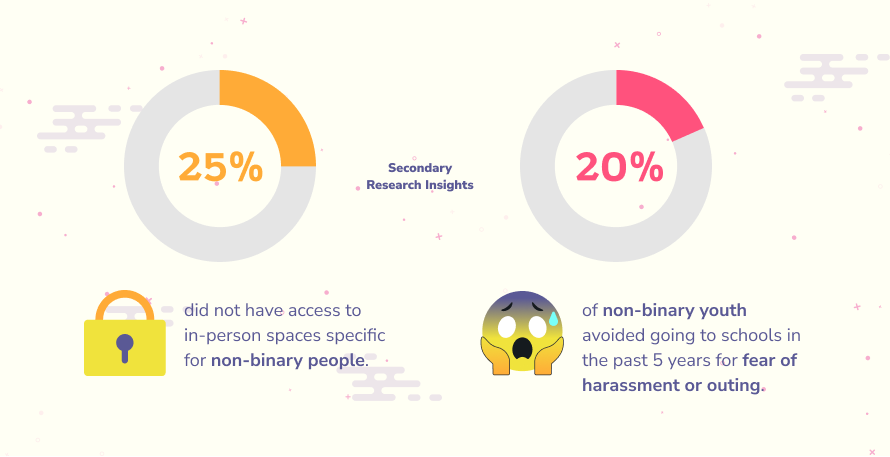 25%
Secondary
Research Insights
20%
did not have access to
in-person spaces specific
for non-binary people.
of non-binary youth
avoided going to schools in
the past 5 years for fear of
harassment or outing.